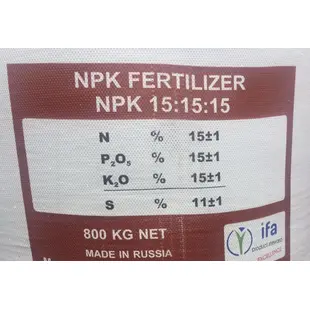 NPK FERTILIZER
NPK 15:15:15
N % 15±1
P₂O₅ % 15±1
K₂O % 15±1
S % 11±1
800 KG NET
MADE IN RUSSIA
ifa